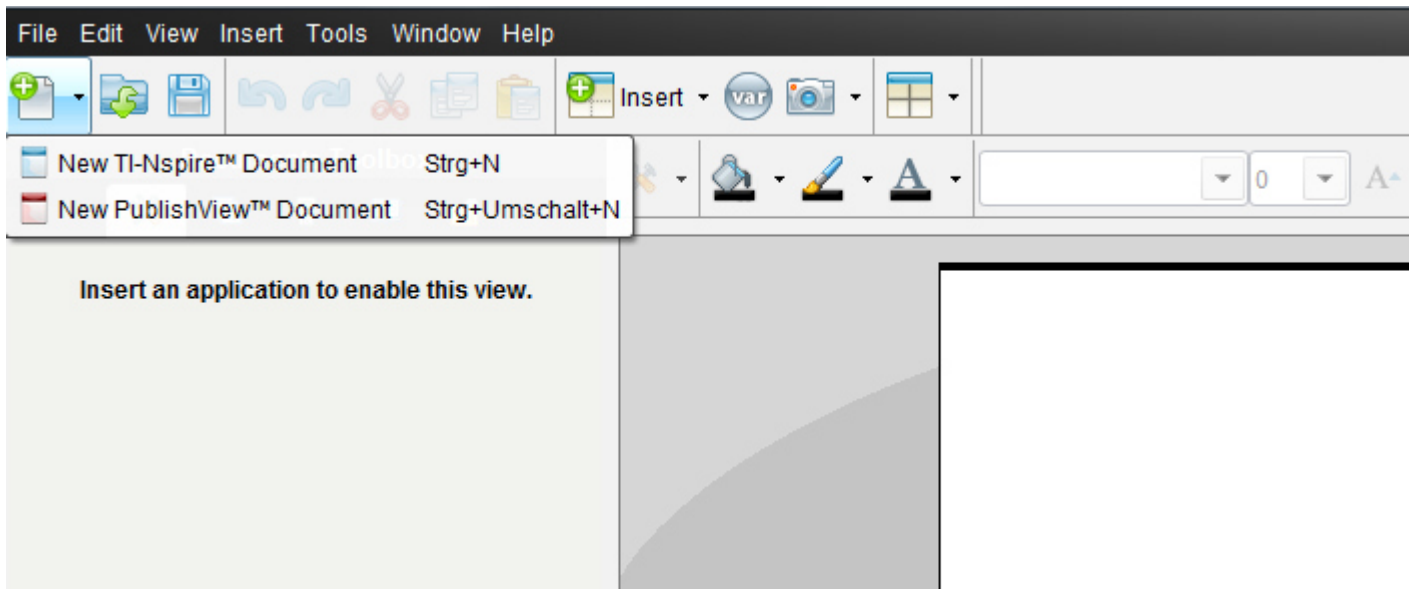 File Edit View Insert Tools Window Help
Insert
var
New TI-Nspire™ Document Strg+N
New PublishView™ Document Strg+Umschalt+N
A 0 A
Insert an application to enable this view.